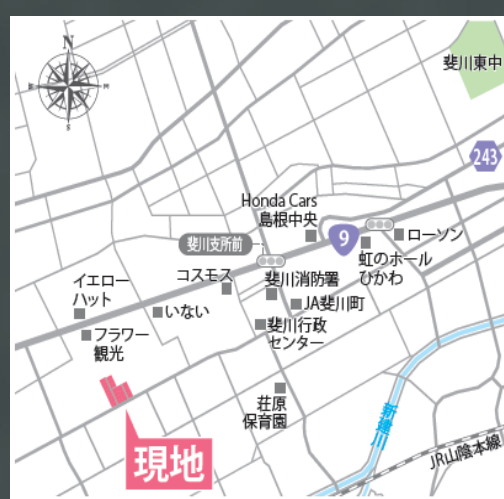 N
S
斐川東中
243
Honda Cars
島根中央
9
ローソン
斐川支所前
虹のホール
ひかわ
コスモス
斐川消防署
イエロー
ハット
いない
JA斐川町
フラワー
観光
斐川行政
センター
荘原
保育園
新建川
現地
JR山陰本線